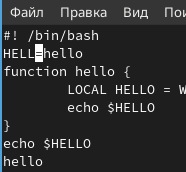 Файл Правка Вид По
#! /bin/bash
HELL=hello
function hello {
LOCAL HELLO = W
echo $HELLO
}
echo $HELLO
hello